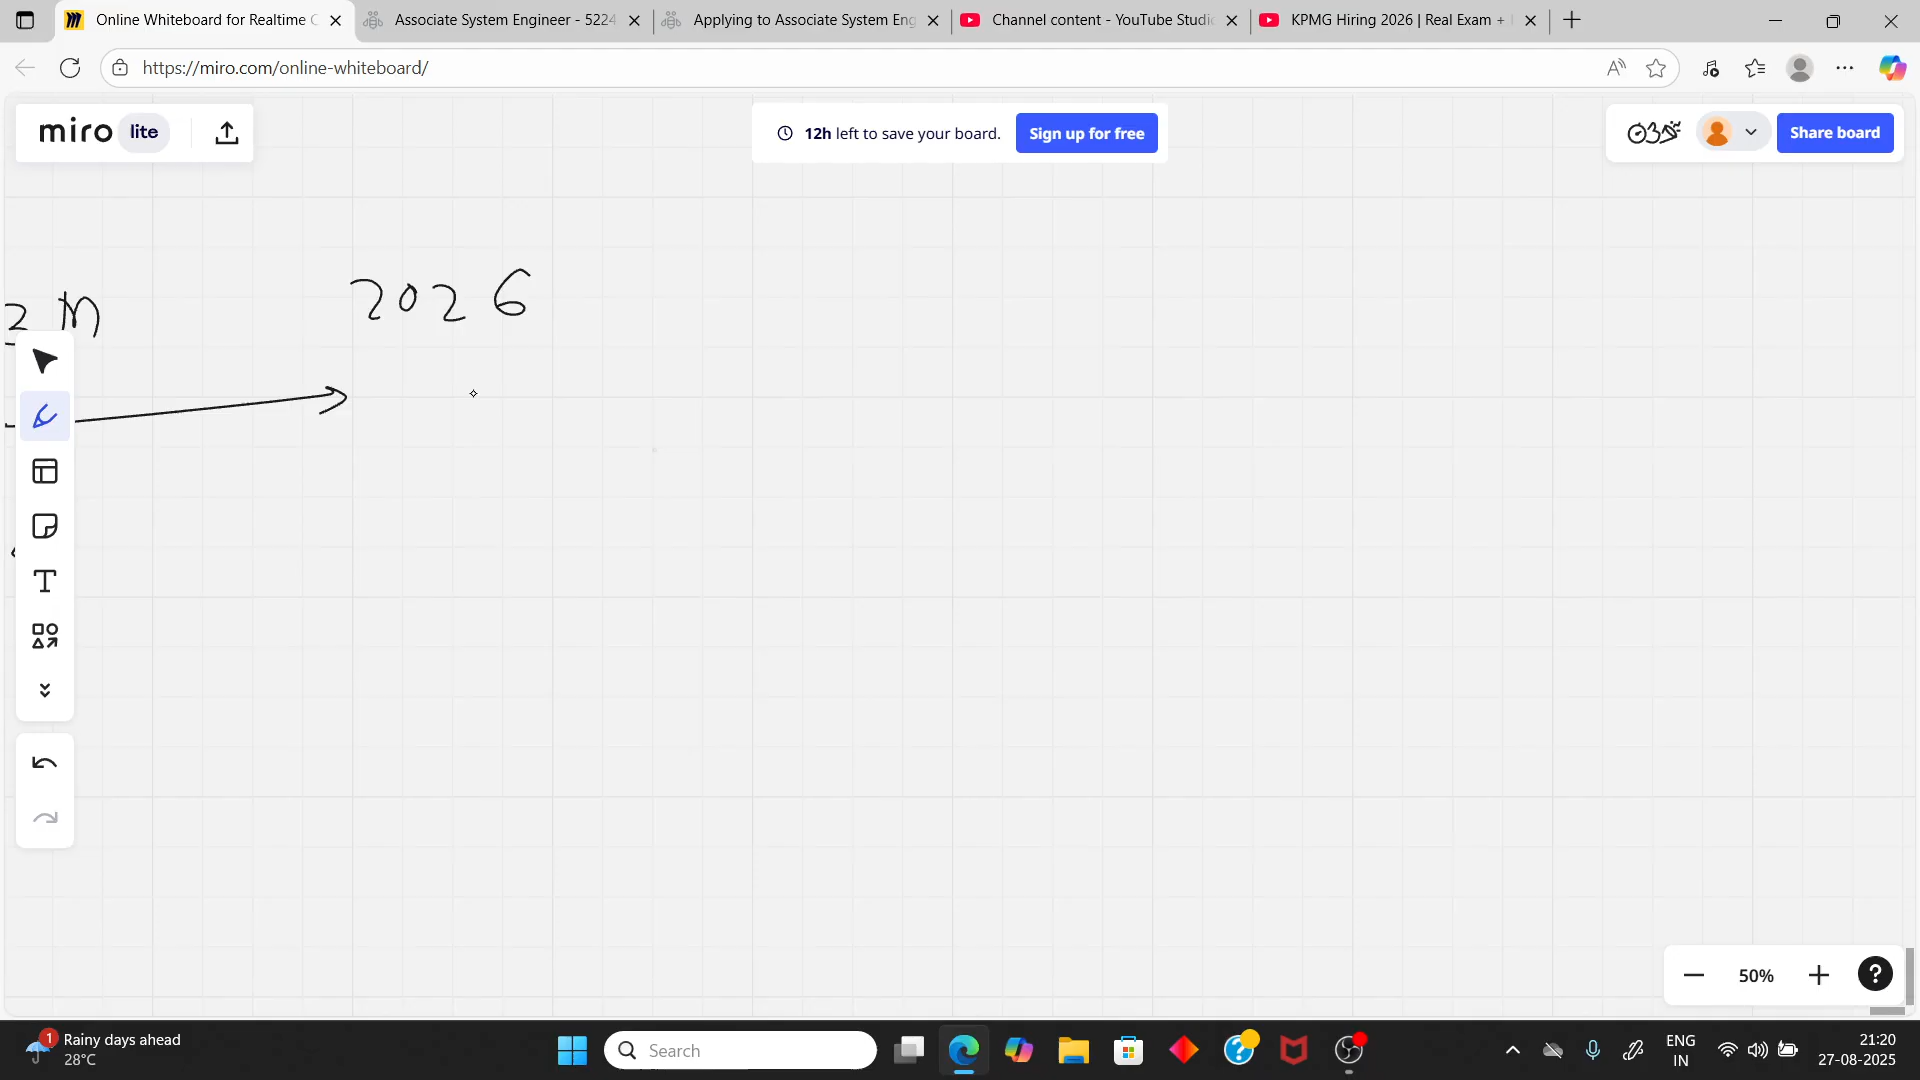 Online Whiteboard for Realtime C
Associate System Engineer - 5224
Applying to Associate System Eng
Channel content - YouTube Studio
KPMG Hiring 2026 | Real Exam +
https://miro.com/online-whiteboard/
miro lite
12h left to save your board.
Sign up for free
Share board
2026
T
50%
?
1
Rainy days ahead
28°C
Search
ENG
IN
21:20
27-08-2025